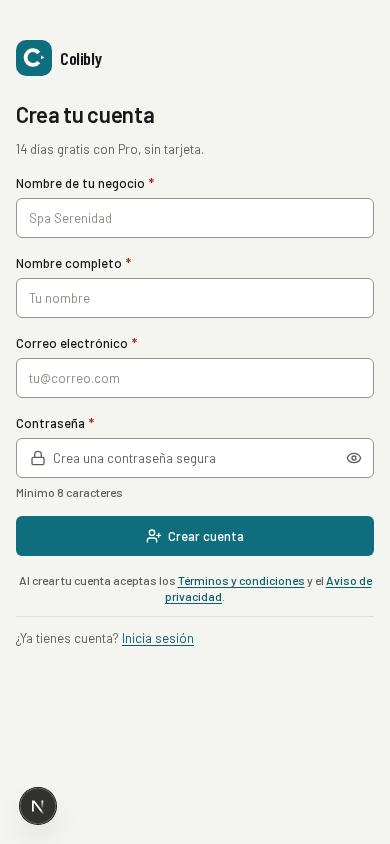 Colibly
Crea tu cuenta
14 días gratis con Pro, sin tarjeta.
Nombre de tu negocio *
Spa Serenidad
Nombre completo *
Tu nombre
Correo electrónico *
tu@correo.com
Contraseña *
Crea una contraseña segura
Mínimo 8 caracteres
Crear cuenta
Al crear tu cuenta aceptas los Términos y condiciones y el Aviso de
privacidad.
¿Ya tienes cuenta? Inicia sesión
N